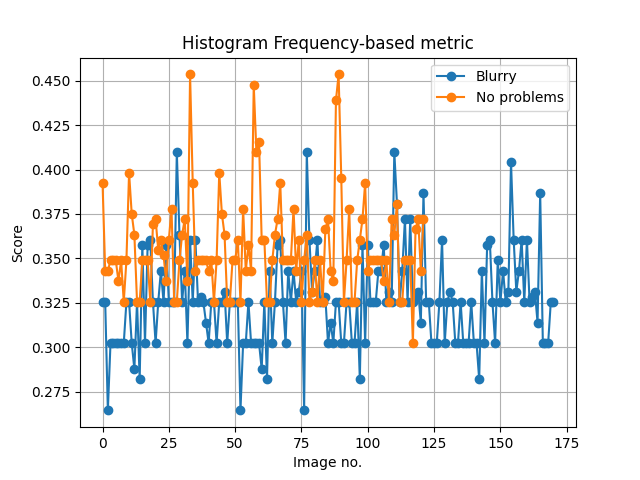 Histogram Frequency-based metric
Blurry
No problems
0.450
0.425
0.400
0.375
0.350
0.325
0.300
0.275
Score
0 25 50 75 100 125 150 175
Image no.